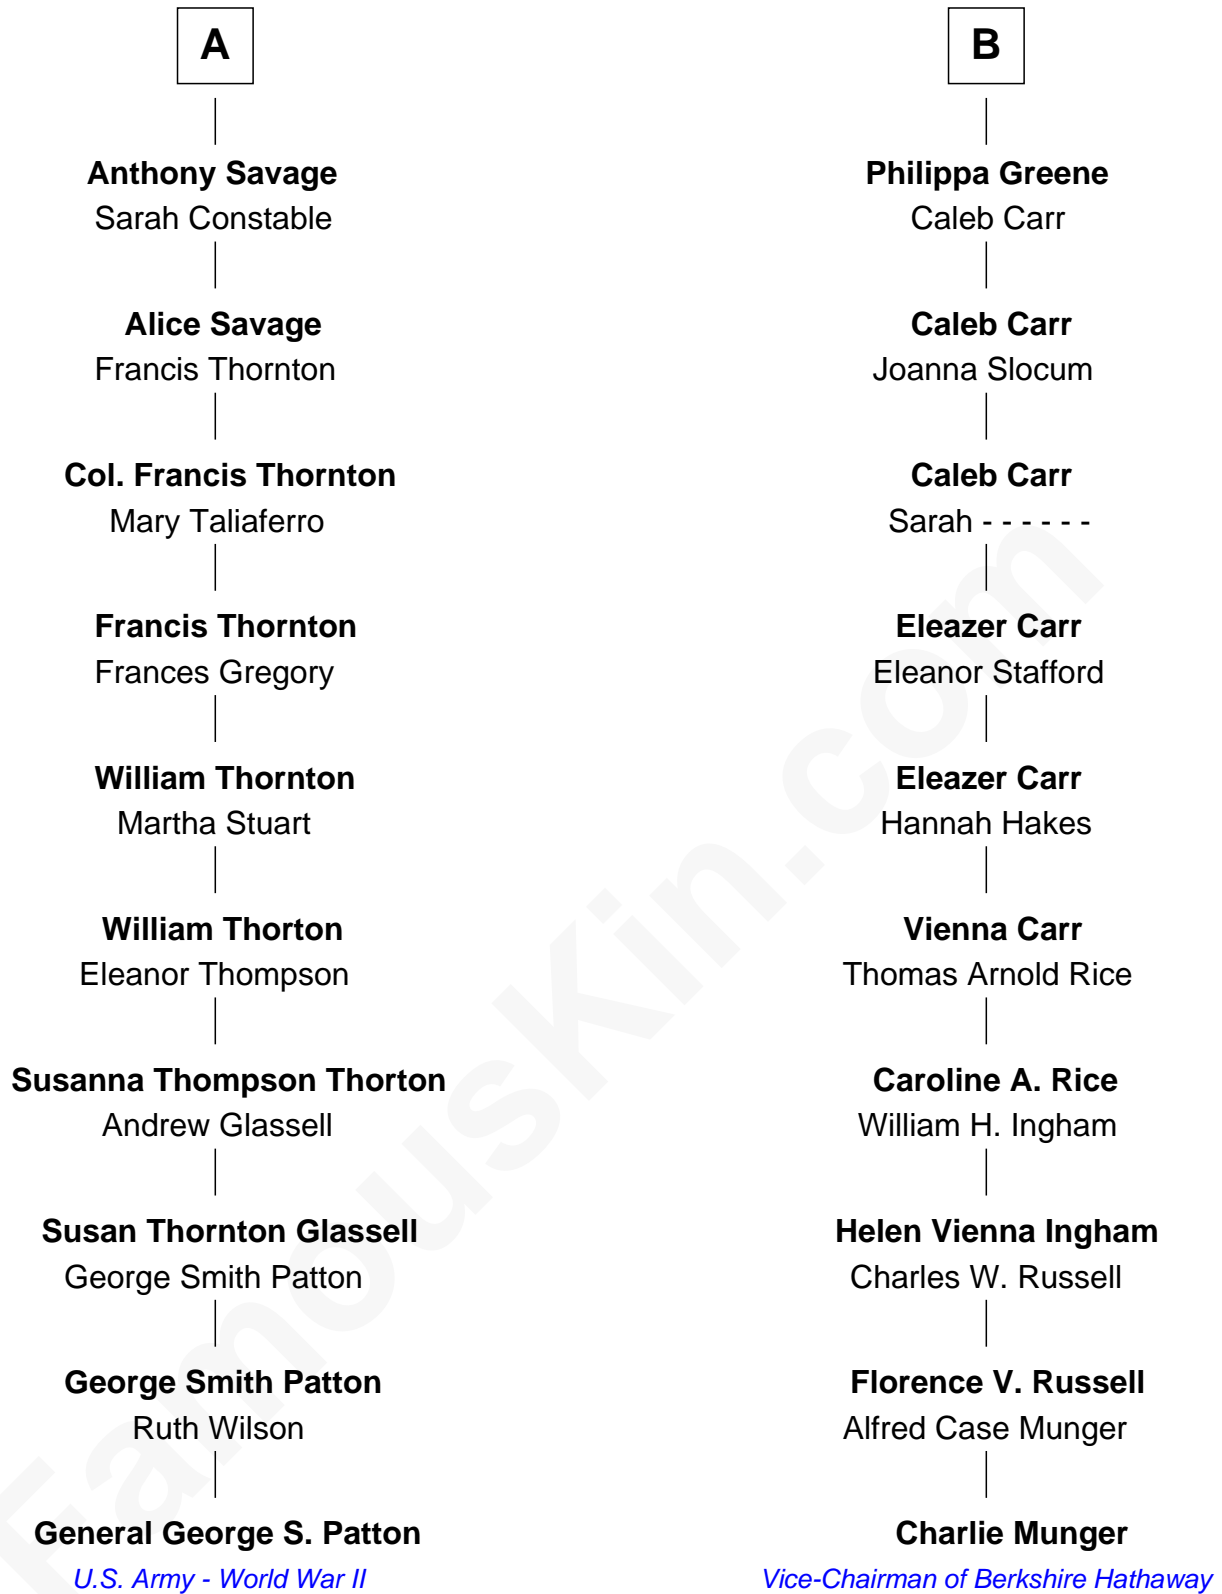 A
Anthony Savage
Sarah Constable
Alice Savage
Francis Thornton
Col. Francis Thornton
Mary Taliaferro
Francis Thornton
Frances Gregory
William Thornton
Martha Stuart
William Thorton
Eleanor Thompson
Susanna Thompson Thorton
Andrew Glassell
Susan Thornton Glassell
George Smith Patton
George Smith Patton
Ruth Wilson
General George S. Patton
U.S. Army - World War II
B
Philippa Greene
Caleb Carr
Caleb Carr
Joanna Slocum
Caleb Carr
Sarah - - - - - -
Eleazer Carr
Eleanor Stafford
Eleazer Carr
Hannah Hakes
Vienna Carr
Thomas Arnold Rice
Caroline A. Rice
William H. Ingham
Helen Vienna Ingham
Charles W. Russell
Florence V. Russell
Alfred Case Munger
Charlie Munger
Vice-Chairman of Berkshire Hathaway
FamousKin.com